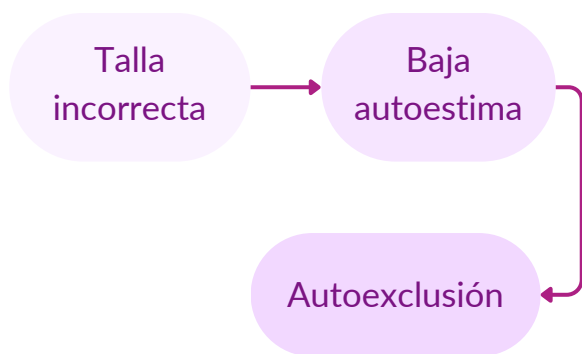 Talla
incorrecta
Baja
autoestima
Autoexclusión